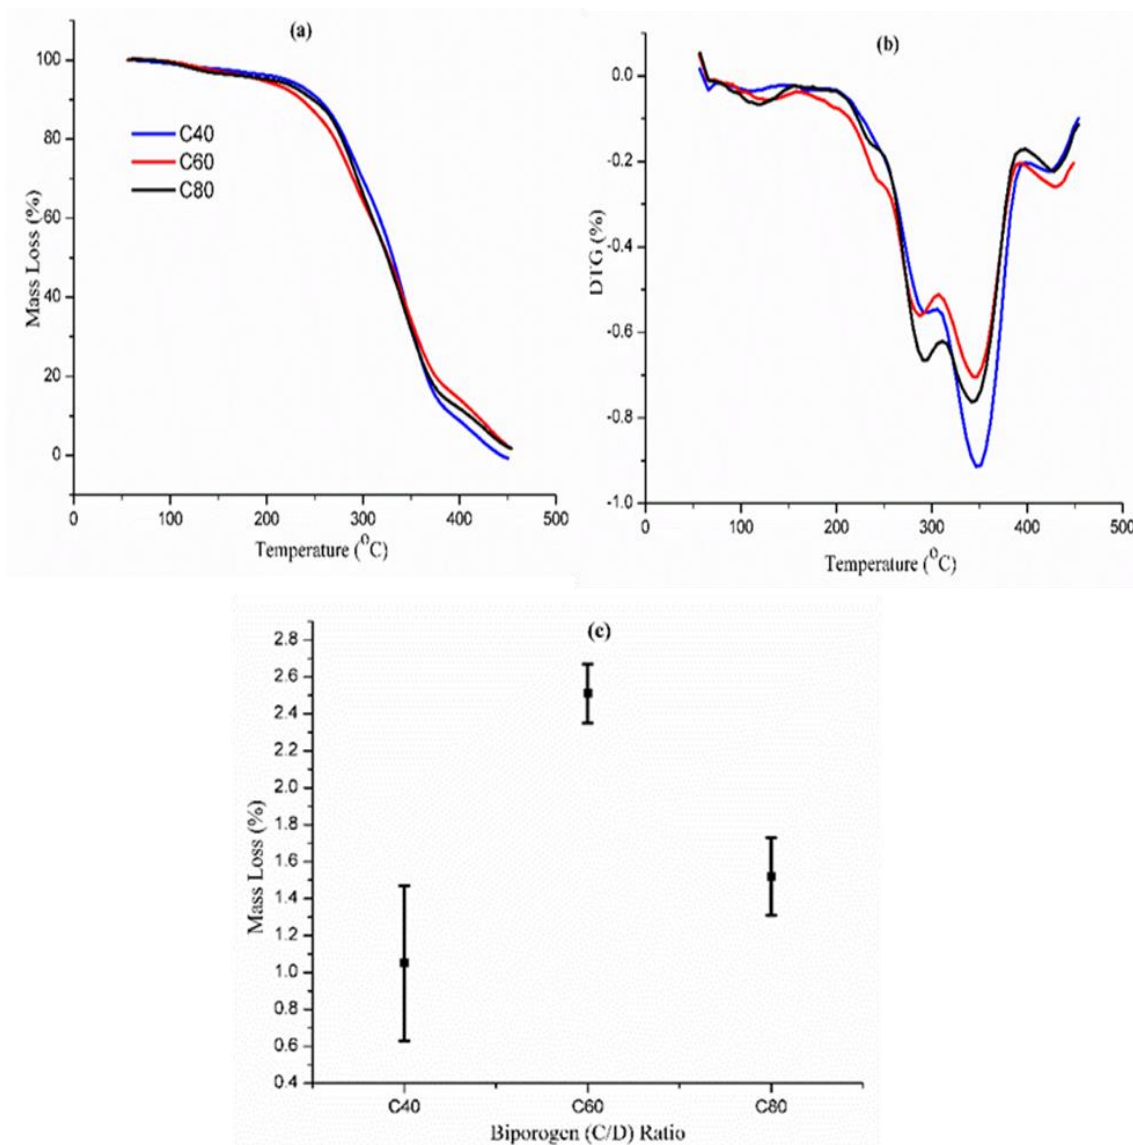 (a)
100
80
60
40
20
0
Mass Loss (%)
C40
C60
C80
0 100 200 300 400 500
Temperature (°C)
(b)
0.0
-0.2
-0.4
-0.6
-0.8
-1.0
DTG (%)
0 100 200 300 400 500
Temperature (°C)
(c)
2.8
2.6
2.4
2.2
2.0
1.8
1.6
1.4
1.2
1.0
0.8
0.6
0.4
Mass Loss (%)
C40 C60 C80
Biporogen (C/D) Ratio